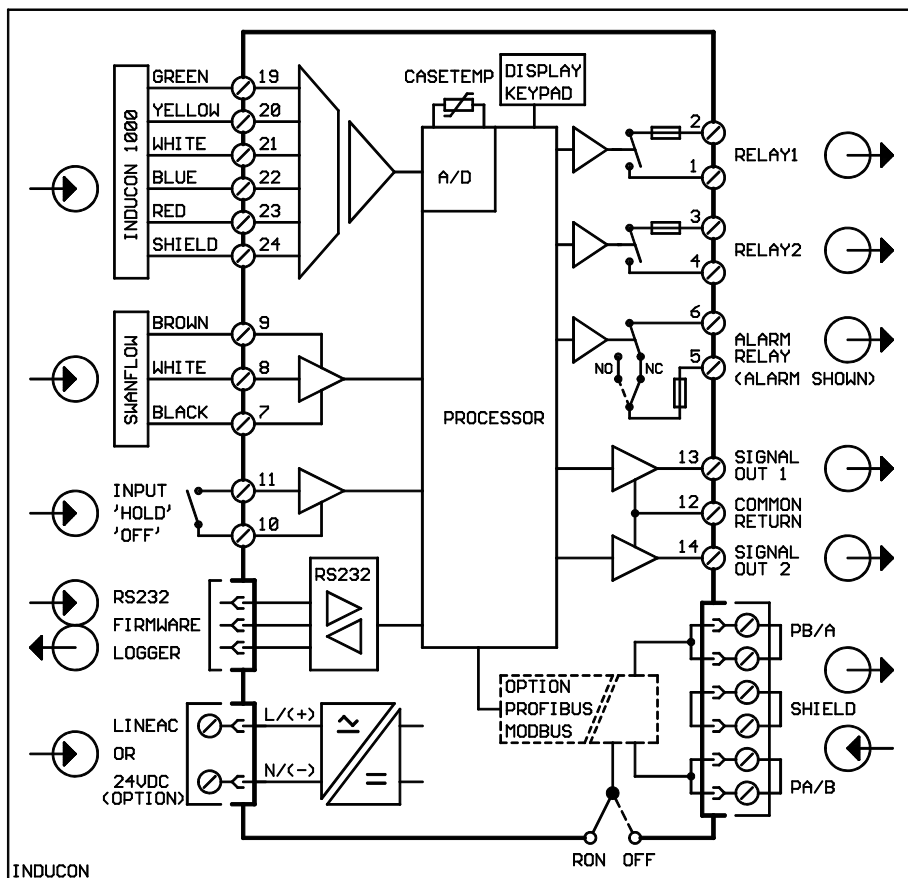 GREEN
19
YELLOW
20
WHITE
21
BLUE
22
RED
23
SHIELD
24
INDUCON 1000
CASETEMP
DISPLAY
KEYPAD
A/D
2
1
RELAY1
3
4
RELAY2
6
5
NO
NC
ALARM
RELAY
(ALARM SHOWN)
BROWN
9
WHITE
8
BLACK
7
SWANFLOW
PROCESSOR
INPUT
'HOLD'
'OFF'
11
10
13
SIGNAL
OUT 1
12
COMMON
RETURN
14
SIGNAL
OUT 2
RS232
FIRMWARE
LOGGER
RS232
PB/A
SHIELD
PA/B
OPTION
PROFIBUS
MODBUS
LINEAC
OR
24VDC
(OPTION)
L/(+)
N/(-)
~
=
RON
OFF
INDUCON